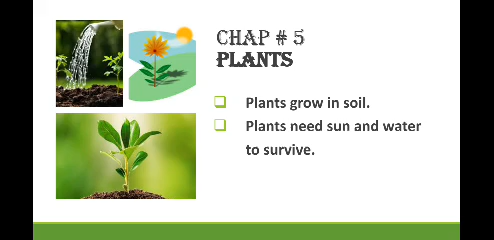 CHAP # 5
PLANTS
Plants grow in soil.
Plants need sun and water
to survive.